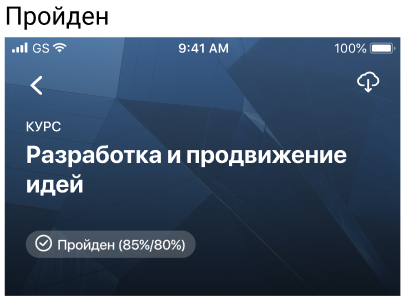 Пройден
GS 9:41 AM 100%
КУРС
Разработка и продвижение
идей
Пройден (85%/80%)